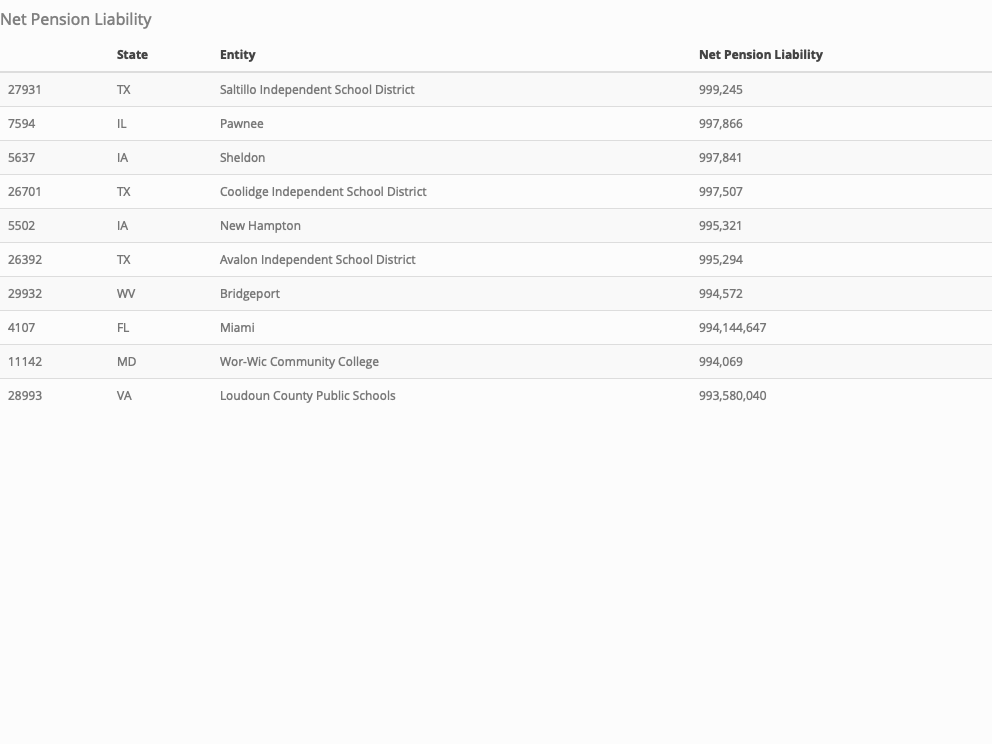 Net Pension Liability
State Entity Net Pension Liability
27931 TX Saltillo Independent School District 999,245
7594 IL Pawnee 997,866
5637 IA Sheldon 997,841
26701 TX Coolidge Independent School District 997,507
5502 IA New Hampton 995,321
26392 TX Avalon Independent School District 995,294
29932 WV Bridgeport 994,572
4107 FL Miami 994,144,647
11142 MD Wor-Wic Community College 994,069
28993 VA Loudoun County Public Schools 993,580,040